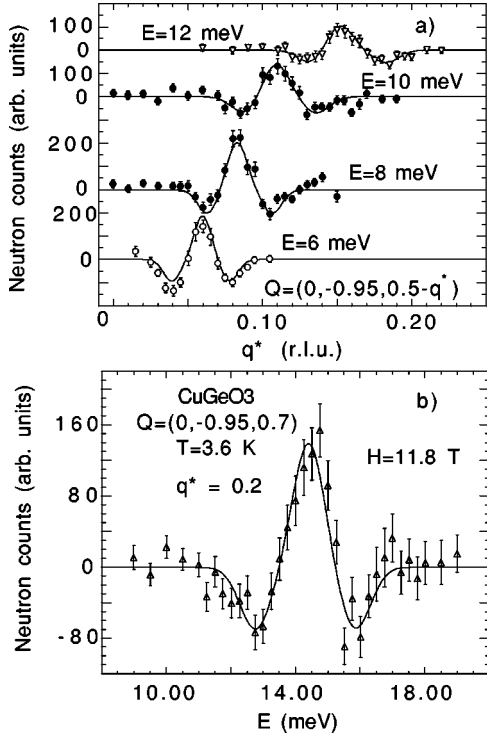 100
0
E=12 meV
a)
100
0
E=10 meV
200
0
E=8 meV
200
0
E=6 meV
Q=(0,-0.95,0.5-q*)
0.00
0.10
0.20
q* (r.l.u.)
Neutron counts (arb. units)
CuGeO3
b)
Q=(0,-0.95,0.7)
T=3.6 K
H=11.8 T
q* = 0.2
160
80
0
-80
10.00
14.00
18.00
E (meV)
Neutron counts (arb. units)